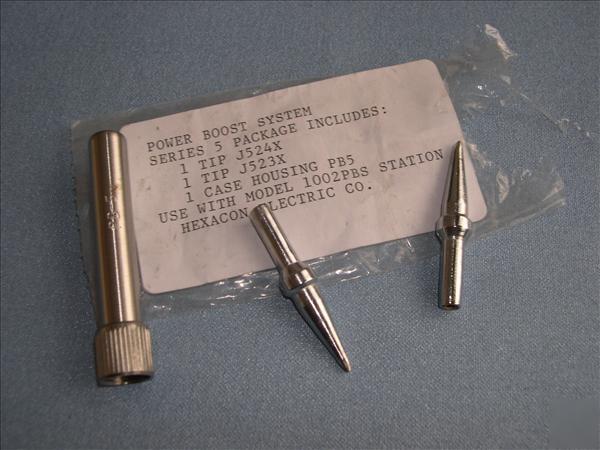 POWER BOOST SYSTEM
SERIES 5 PACKAGE INCLUDES:
1 TIP J524X
1 TIP J523X
1 CASE HOUSING PB5
USE WITH MODEL 1002PBS STATION
HEXACON ELECTRIC CO.